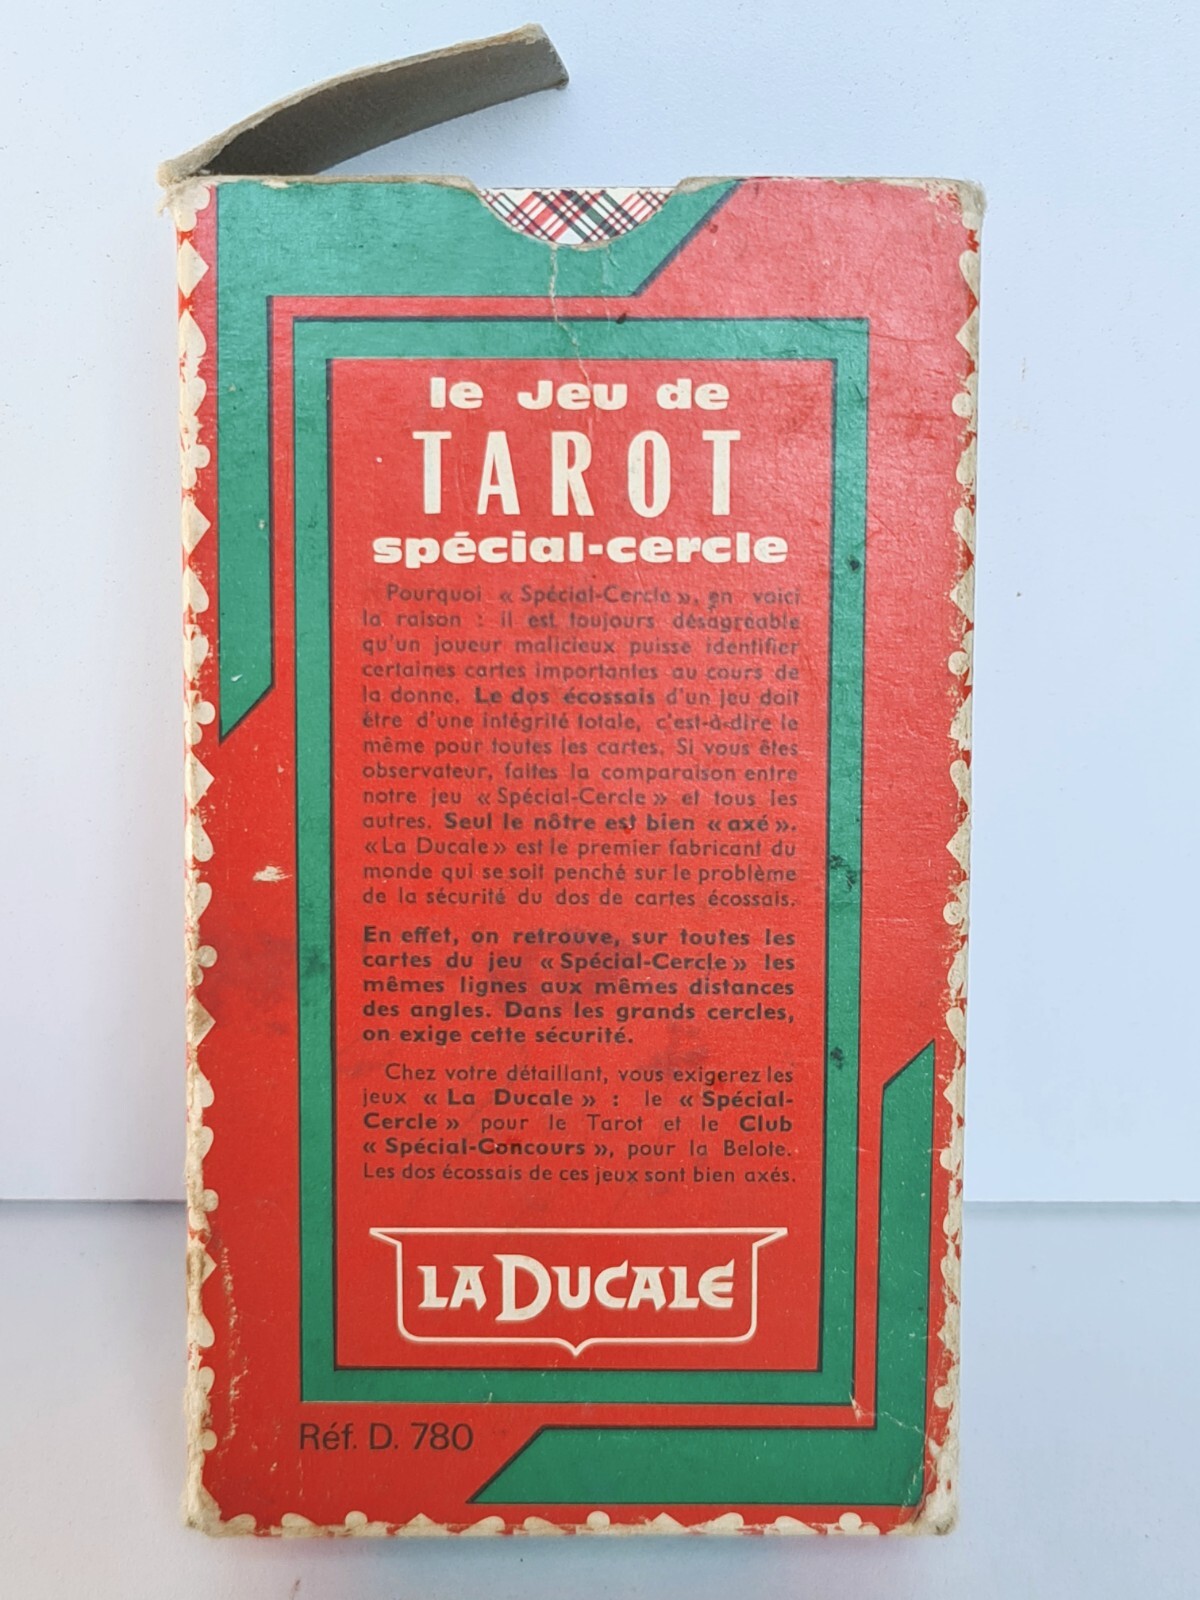 le Jeu de
TAROT
spécial-cercle
Pourquoi « Spécial-Cercle », en voici
la raison : il est toujours désagréable
qu'un joueur malicieux puisse identifier
certaines cartes importantes au cours de
la donne. Le dos écossais d'un jeu doit
être d'une intégrité totale, c'est-à-dire le
même pour toutes les cartes. Si vous êtes
observateur, faites la comparaison entre
notre jeu « Spécial-Cercle » et tous les
autres. Seul le nôtre est bien « axé ».
« La Ducale » est le premier fabricant du
monde qui se soit penché sur le problème
de la sécurité du dos de cartes écossais.
En effet, on retrouve, sur toutes les
cartes du jeu « Spécial-Cercle » les
mêmes lignes aux mêmes distances
des angles. Dans les grands cercles,
on exige cette sécurité.
Chez votre détaillant, vous exigerez les
jeux « La Ducale » : le « Spécial-
Cercle » pour le Tarot et le Club
« Spécial-Concours », pour la Belote.
Les dos écossais de ces jeux sont bien axés.
LA DUCALE
Réf. D. 780